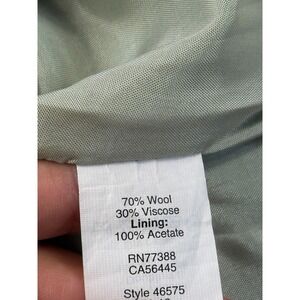 70% Wool
30% Viscose
Lining:
100% Acetate
RN77388
CA56445
Style 46575